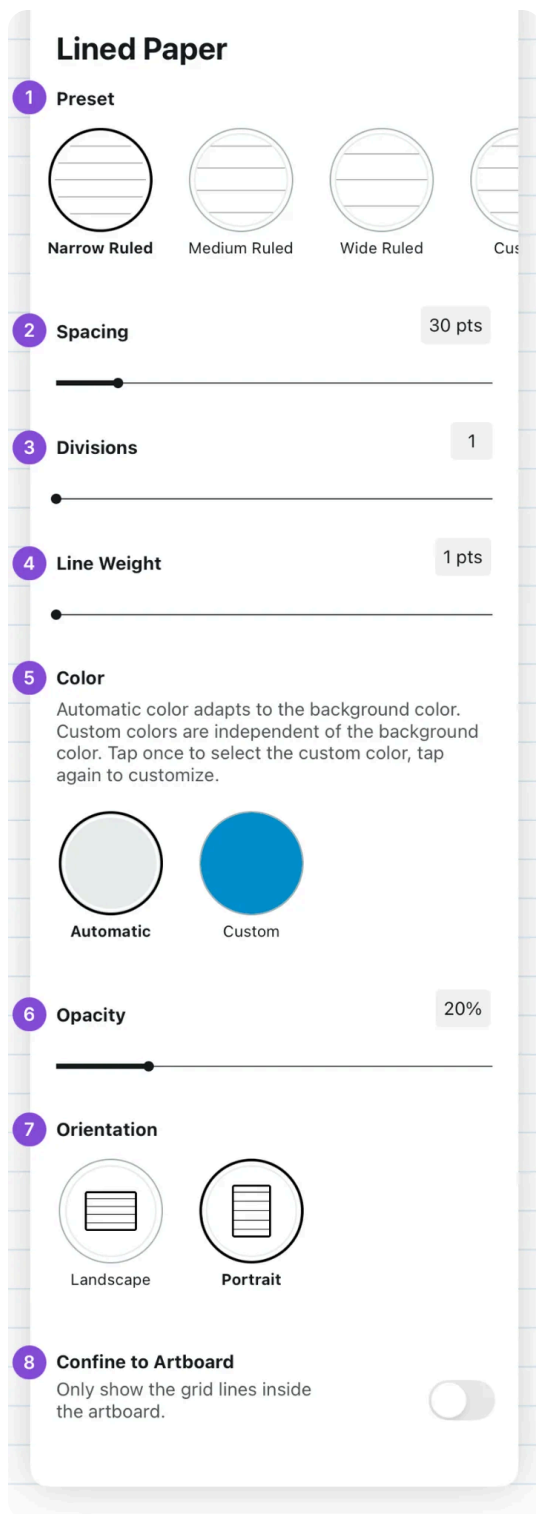 Lined Paper
1 Preset
Narrow Ruled Medium Ruled Wide Ruled Cus
2 Spacing 30 pts
3 Divisions 1
4 Line Weight 1 pts
5 Color
Automatic color adapts to the background color.
Custom colors are independent of the background
color. Tap once to select the custom color, tap
again to customize.
Automatic Custom
6 Opacity 20%
7 Orientation
Landscape Portrait
8 Confine to Artboard
Only show the grid lines inside
the artboard.